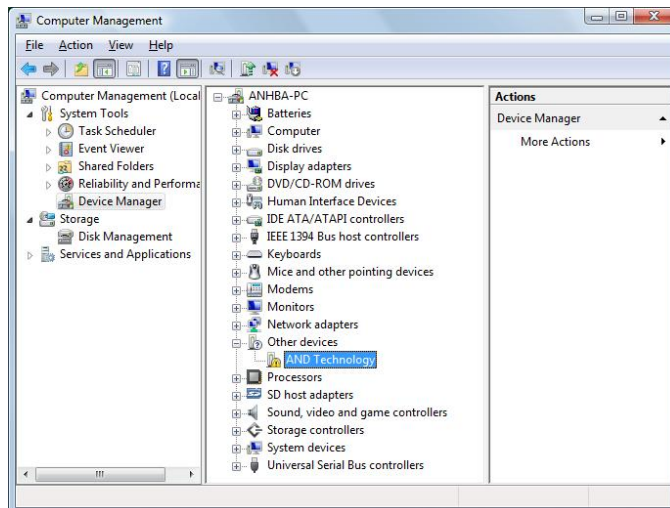 Computer Management
File Action View Help
Computer Management (Local
System Tools
Task Scheduler
Event Viewer
Shared Folders
Reliability and Performa
Device Manager
Storage
Disk Management
Services and Applications
ANHBA-PC
Batteries
Computer
Disk drives
Display adapters
DVD/CD-ROM drives
Human Interface Devices
IDE ATA/ATAPI controllers
IEEE 1394 Bus host controllers
Keyboards
Mice and other pointing devices
Modems
Monitors
Network adapters
Other devices
AND Technology
Processors
SD host adapters
Sound, video and game controllers
Storage controllers
System devices
Universal Serial Bus controllers
Actions
Device Manager
More Actions